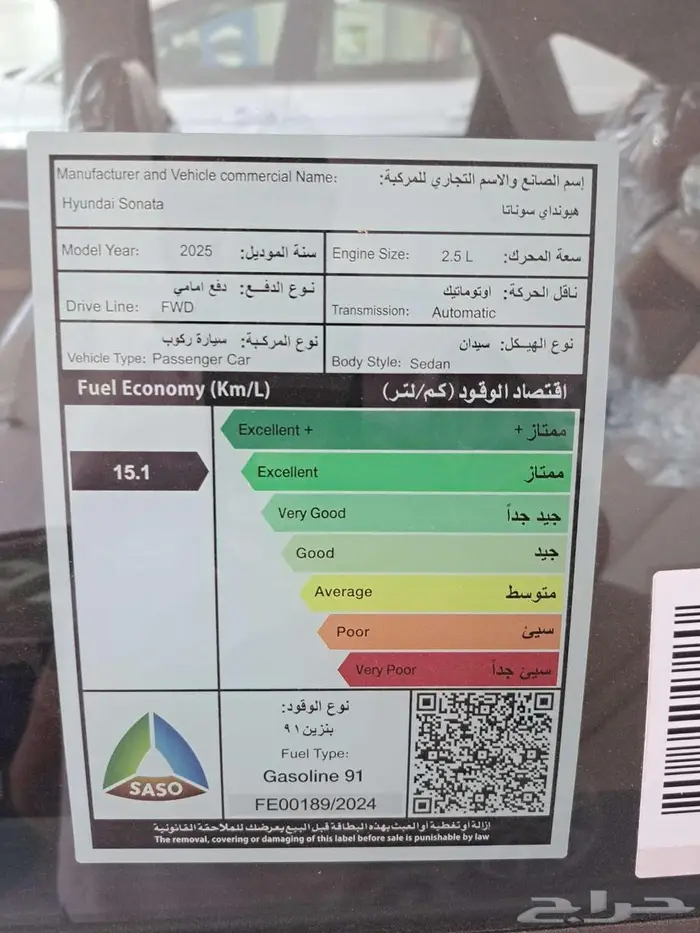 Manufacturer and Vehicle commercial Name: إسم الصانع والاسم التجاري للمركبة:
Hyundai Sonata هيونداي سوناتا
Model Year: 2025 سنة الموديل: Engine Size: 2.5 L سعة المحرك:
نوع الدفع: دفع امامي ناقل الحركة: اوتوماتيك
Drive Line: FWD Transmission: Automatic
نوع المركبة: سيارة ركوب نوع الهيكل: سيدان
Vehicle Type: Passenger Car Body Style: Sedan
Fuel Economy (Km/L) اقتصاد الوقود (كم/لتر)
Excellent + ممتاز +
15.1 Excellent ممتاز
Very Good جيد جداً
Good جيد
Average متوسط
Poor سيئ
Very Poor سيئ جداً
نوع الوقود:
بنزين ٩١
Fuel Type:
Gasoline 91
SASO
FE00189/2024
ازالة او تغطية او العبث بهذه البطاقة قبل البيع يعرضك للملاحقة القانونية
The removal, covering or damaging of this label before sale is punishable by law
حراج